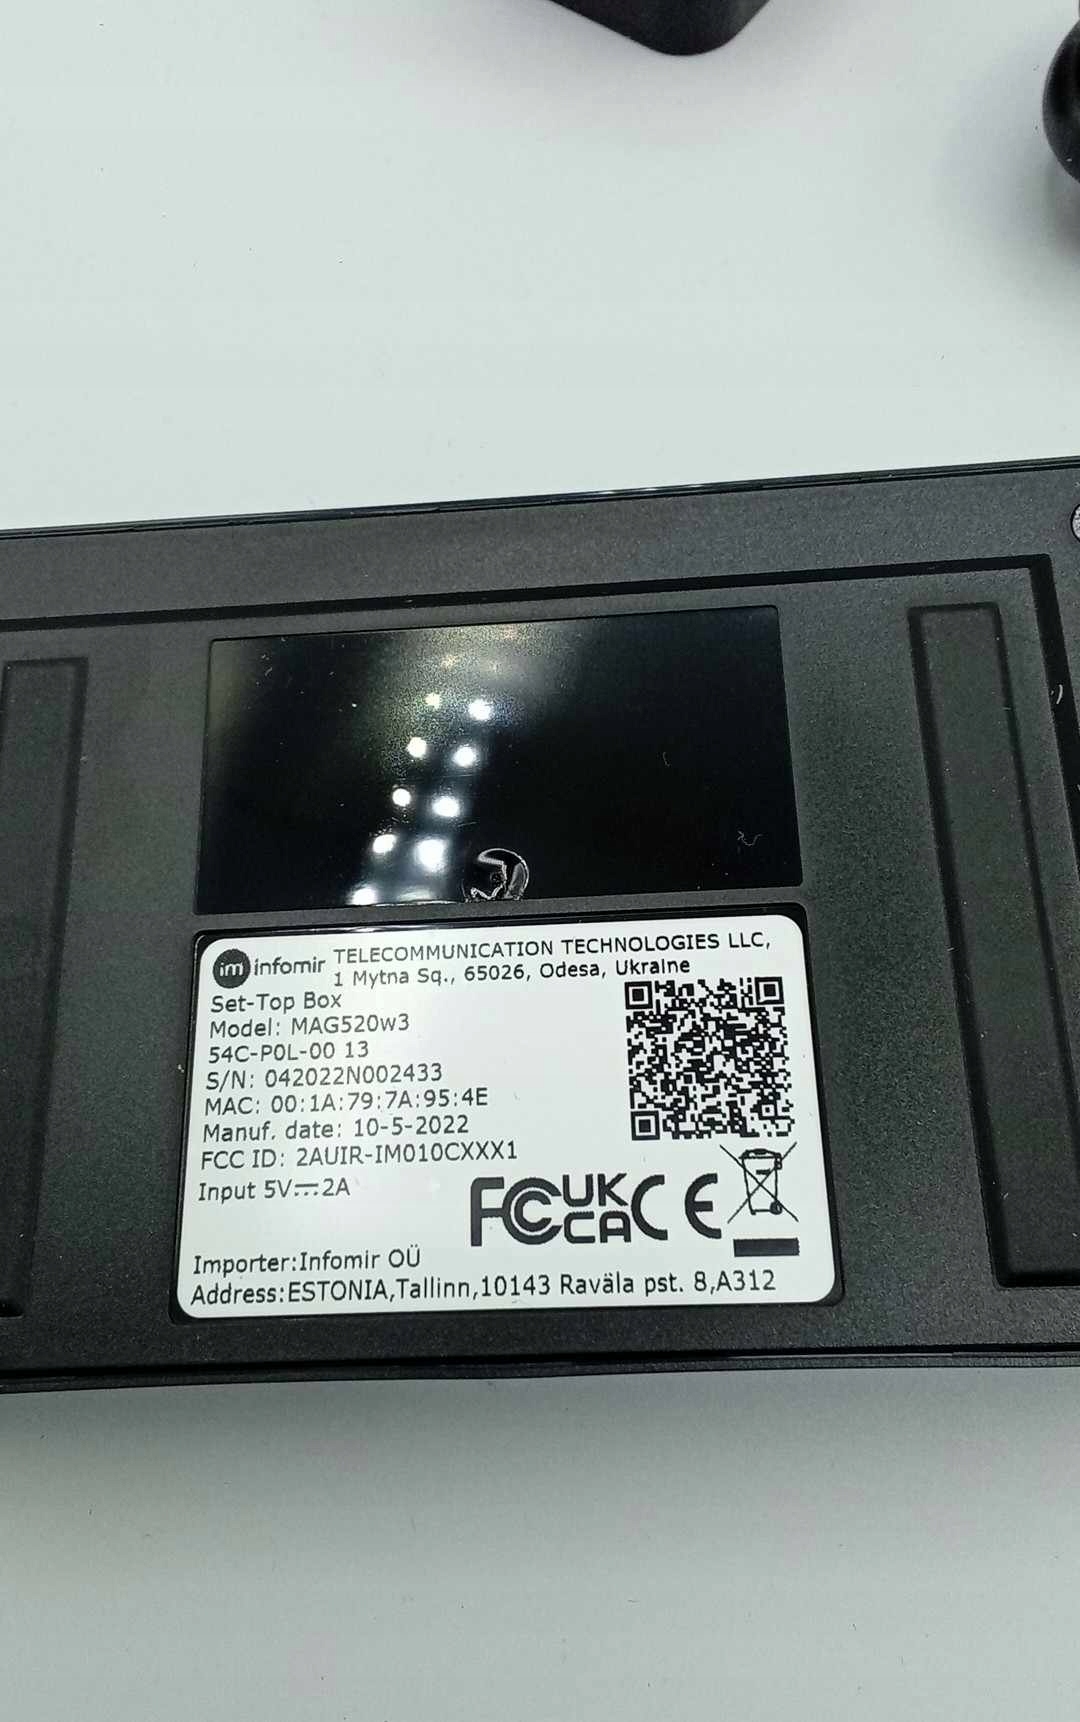 im infomir TELECOMMUNICATION TECHNOLOGIES LLC,
1 Mytna Sq., 65026, Odesa, Ukraine
Set-Top Box
Model: MAG520w3
54C-P0L-00 13
S/N: 042022N002433
MAC: 00:1A:79:7A:95:4E
Manuf. date: 10-5-2022
FCC ID: 2AUIR-IM010CXXX1
Input 5V⎓2A
FC UK CA CE
Importer:Infomir OÜ
Address:ESTONIA,Tallinn,10143 Raväla pst. 8,A312